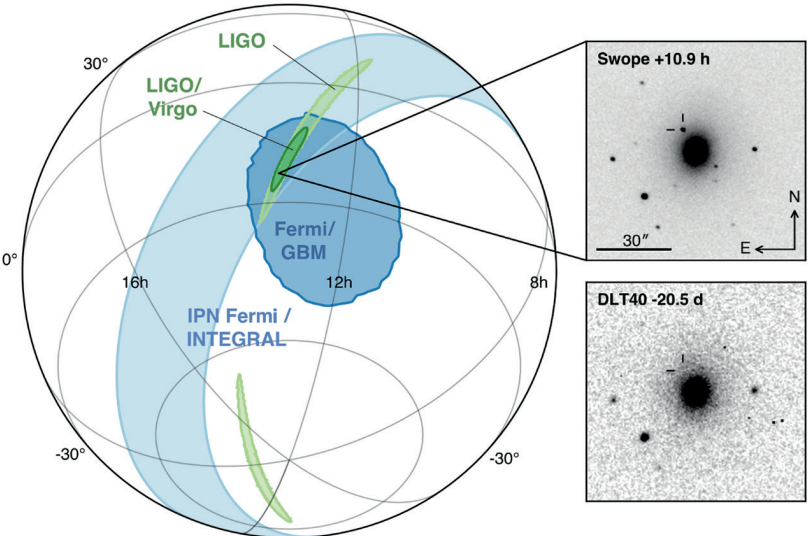 LIGO
30°
LIGO/
Virgo
Fermi/
GBM
0°
16h
12h
8h
IPN Fermi /
INTEGRAL
-30°
-30°
Swope +10.9 h
N
30″
E
DLT40 -20.5 d